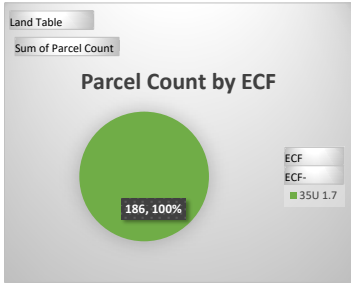 Land Table
Sum of Parcel Count
Parcel Count by ECF
186, 100%
ECF
ECF-
35U 1.7